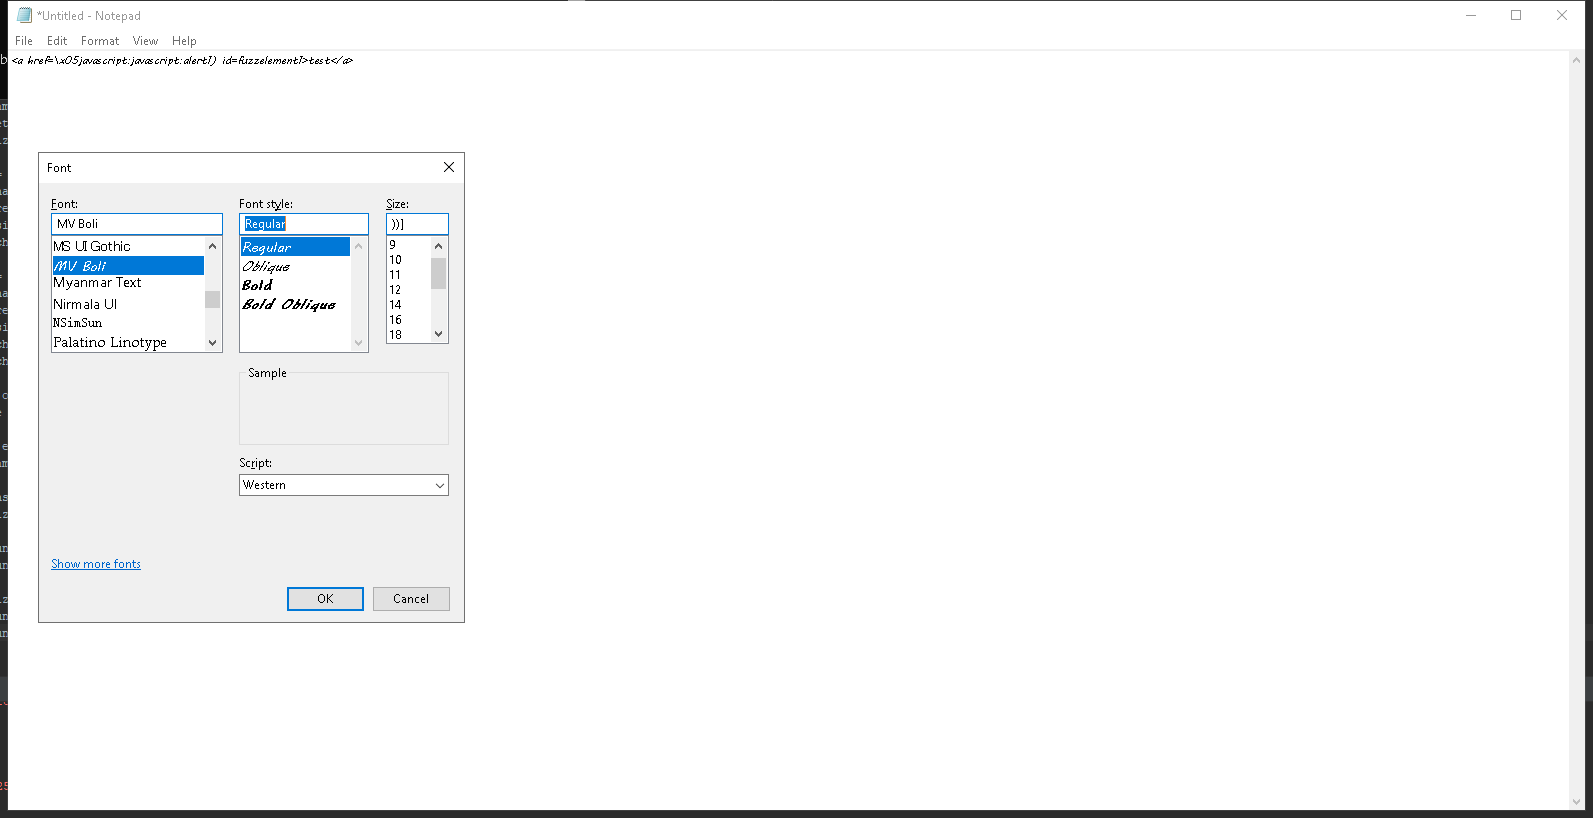 *Untitled - Notepad
File Edit Format View Help
<a href=\x05javascript:javascript:alert1) id=fuzzelement1>test</a>
Font
Font: Font style: Size:
MV Boli Regular ))]
MS UI Gothic Regular 9
MV Boli Oblique 10
Myanmar Text Bold 11
Nirmala UI Bold Oblique 12
NSimSun 14
Palatino Linotype 16
18
Sample
Script:
Western
Show more fonts
OK Cancel